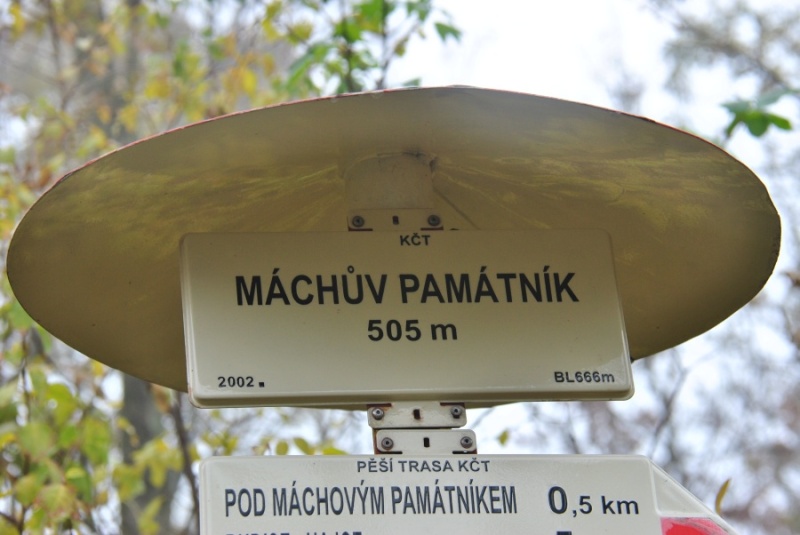 KČT
MÁCHŮV PAMÁTNÍK
505 m
2002. BL666m
PĚŠÍ TRASA KČT
POD MÁCHOVÝM PAMÁTNÍKEM 0,5 km